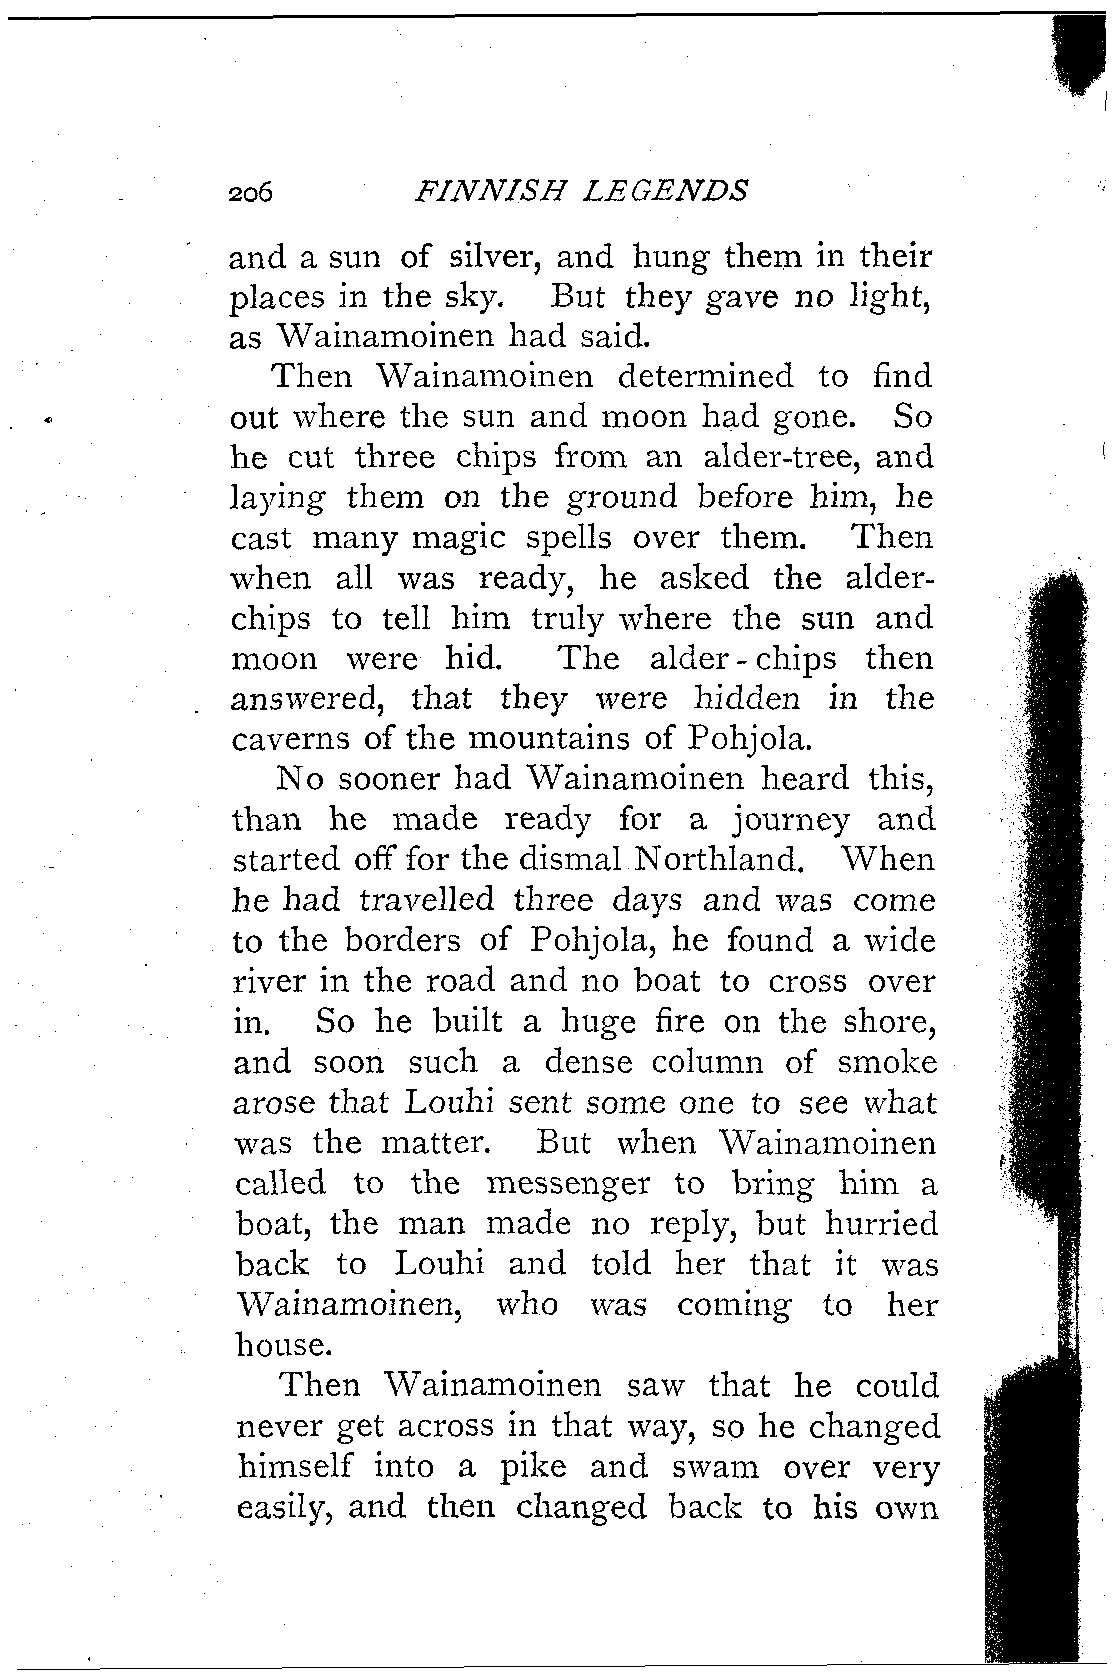 206 FINNISH LEGENDS
and a sun of silver, and hung them in their
places in the sky. But they gave no light,
as Wainamoinen had said.
Then Wainamoinen determined to find
out where the sun and moon had gone. So
he cut three chips from an alder-tree, and
laying them on the ground before him, he
cast many magic spells over them. Then
when all was ready, he asked the alder-
chips to tell him truly where the sun and
moon were hid. The alder-chips then
answered, that they were hidden in the
caverns of the mountains of Pohjola.
No sooner had Wainamoinen heard this,
than he made ready for a journey and
started off for the dismal Northland. When
he had travelled three days and was come
to the borders of Pohjola, he found a wide
river in the road and no boat to cross over
in. So he built a huge fire on the shore,
and soon such a dense column of smoke
arose that Louhi sent some one to see what
was the matter. But when Wainamoinen
called to the messenger to bring him a
boat, the man made no reply, but hurried
back to Louhi and told her that it was
Wainamoinen, who was coming to her
house.
Then Wainamoinen saw that he could
never get across in that way, so he changed
himself into a pike and swam over very
easily, and then changed back to his own